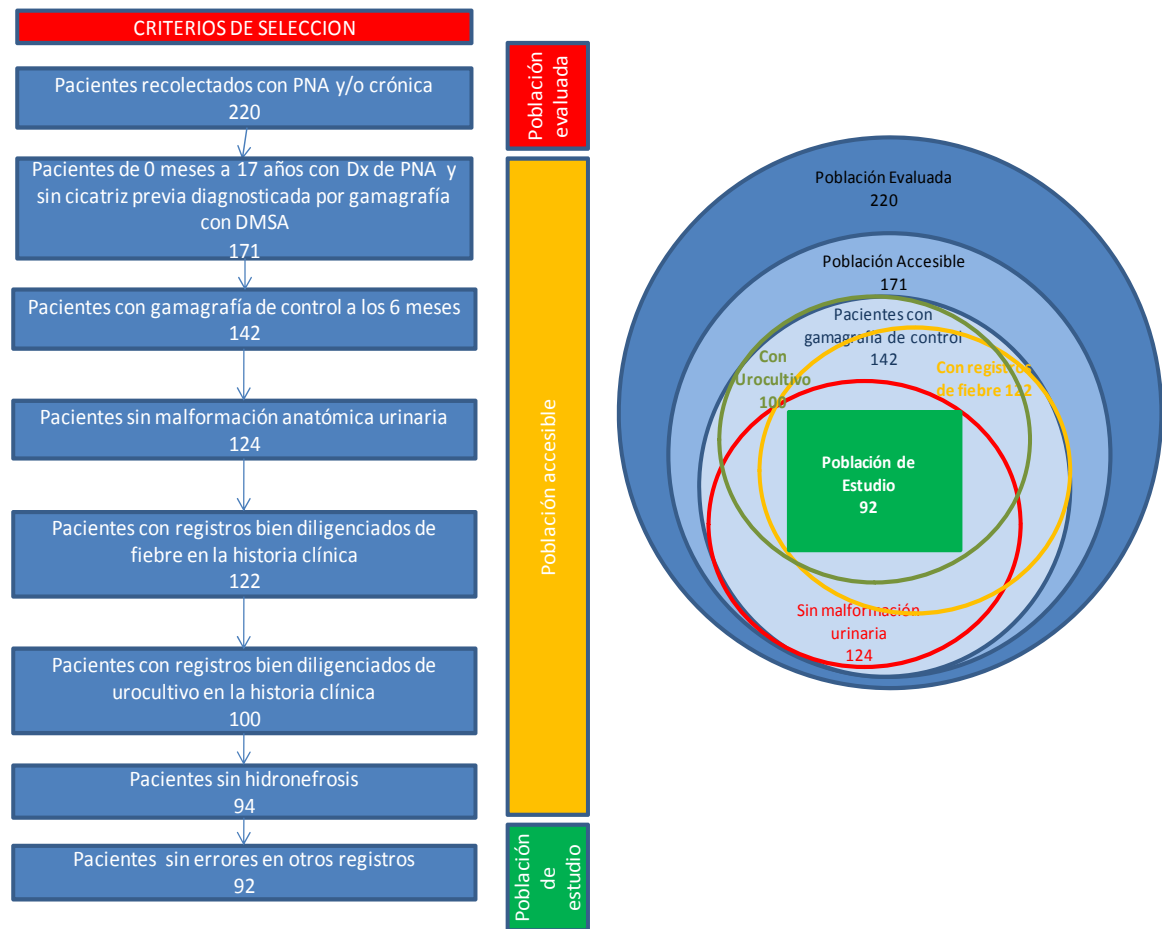 CRITERIOS DE SELECCION
Pacientes recolectados con PNA y/o crónica
220
Pacientes de 0 meses a 17 años con Dx de PNA y
sin cicatriz previa diagnosticada por gamagrafía
con DMSA
171
Pacientes con gamagrafía de control a los 6 meses
142
Pacientes sin malformación anatómica urinaria
124
Pacientes con registros bien diligenciados de
fiebre en la historia clínica
122
Pacientes con registros bien diligenciados de
urocultivo en la historia clínica
100
Pacientes sin hidronefrosis
94
Pacientes sin errores en otros registros
92
Población
evaluada
Población accesible
Población
de
estudio
Población Evaluada
220
Población Accesible
171
Pacientes con
gamagrafía de control
142
Con
Urocultivo
100
Con registros
de fiebre 122
Población de
Estudio
92
Sin malformación
urinaria
124